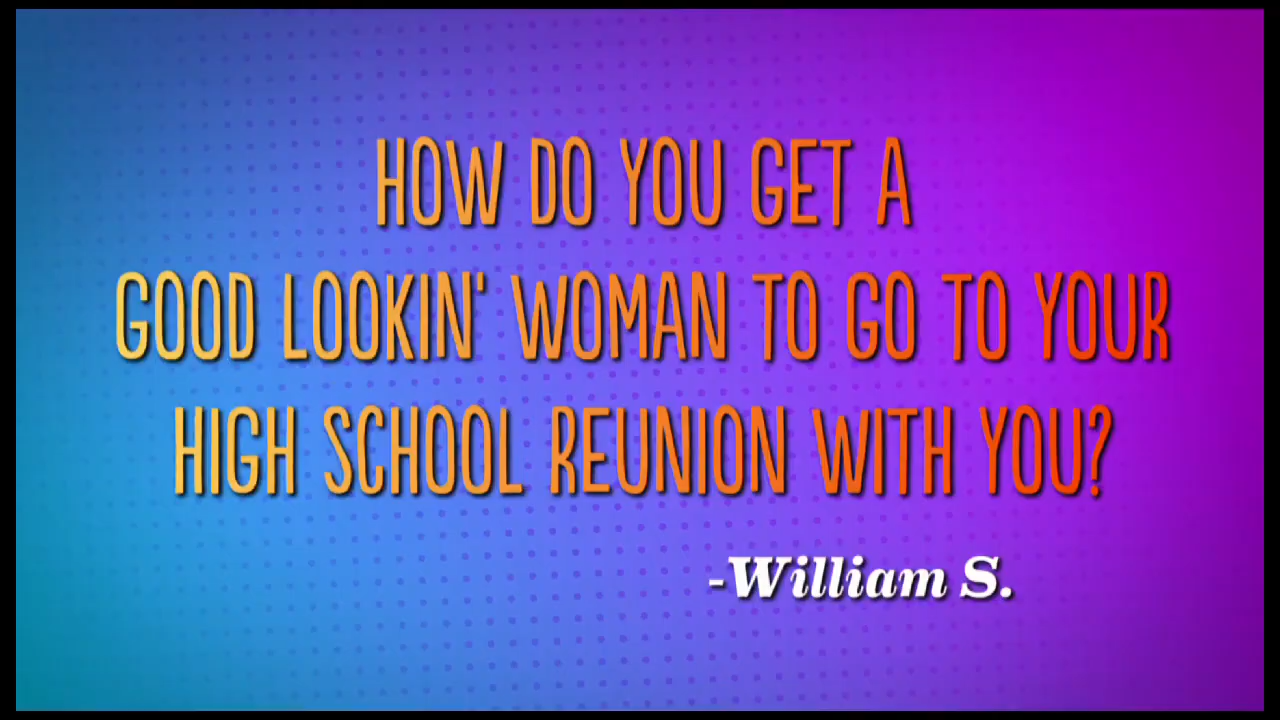 HOW DO YOU GET A
GOOD LOOKIN' WOMAN TO GO TO YOUR
HIGH SCHOOL REUNION WITH YOU?
-William S.